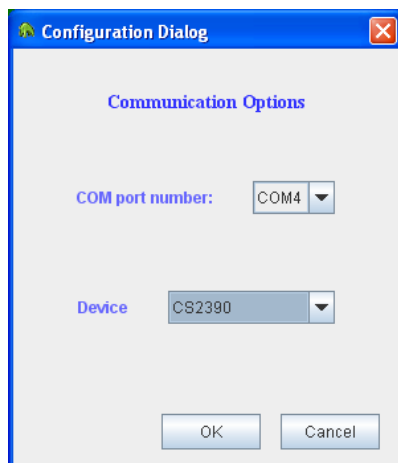 Configuration Dialog
Communication Options
COM port number: COM4
Device CS2390
OK Cancel